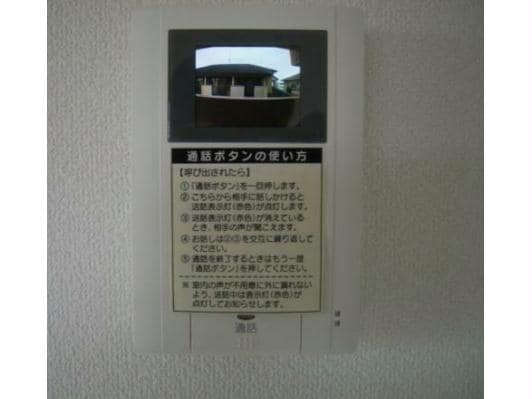 通話ボタンの使い方
【呼び出されたら】
①「通話ボタン」を一回押します。
②こちらから相手に話しかけると
送話表示灯(赤色)が点灯します。
③送話表示灯(赤色)が消えている
とき、相手の声が聞こえます。
④お話しは②③を交互に繰り返して
ください。
⑤通話を終了するときはもう一度
「通話ボタン」を押してください。
※室内の声が不用意に外に漏れない
よう、送話中は表示灯(赤色)が
点灯してお知らせします。
通話